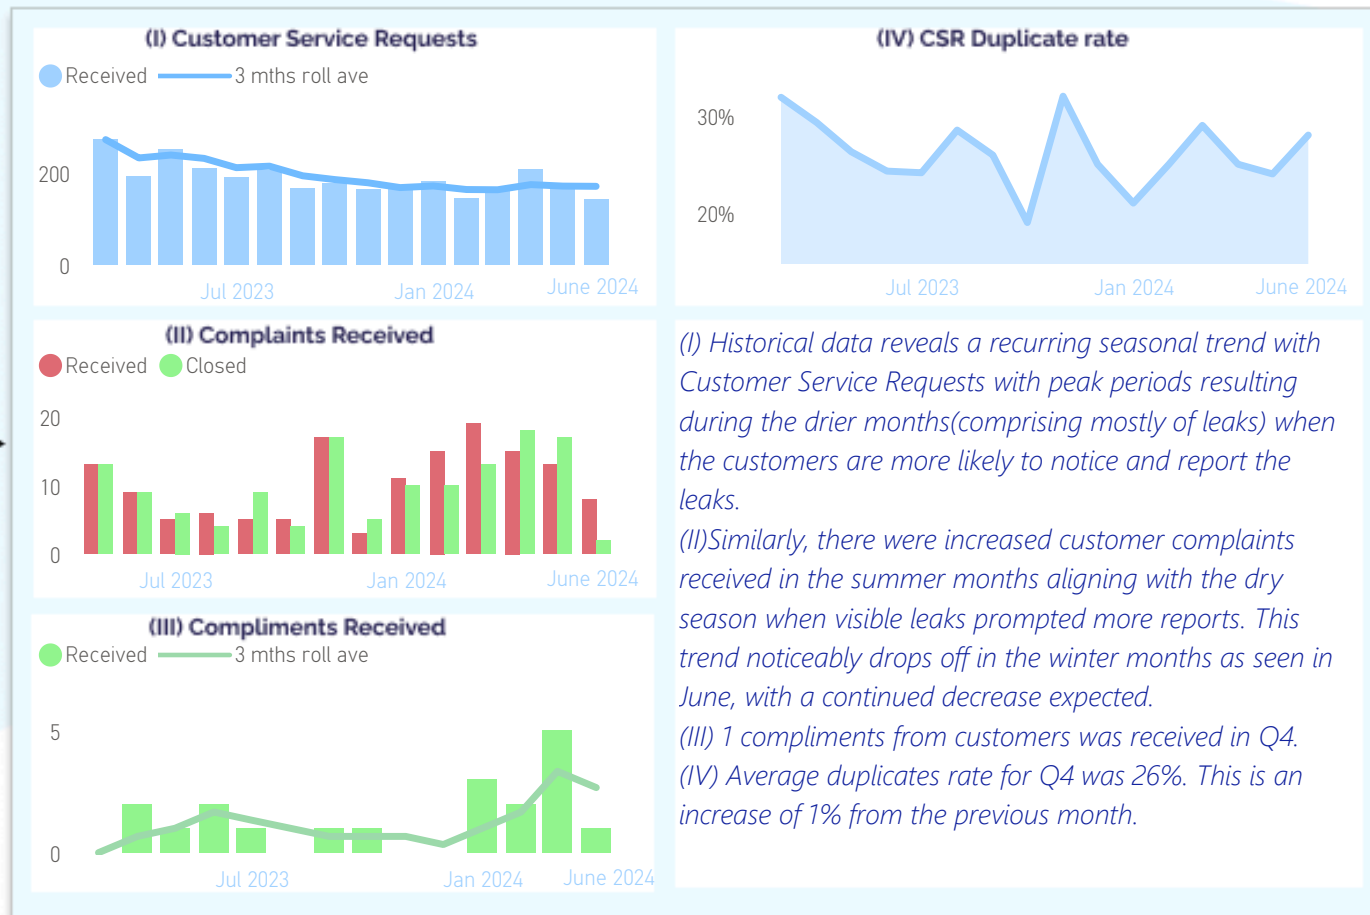 (I) Customer Service Requests
Received 3 mths roll ave
200
0
Jul 2023 Jan 2024 June 2024
(II) Complaints Received
Received Closed
20
10
0
Jul 2023 Jan 2024 June 2024
(III) Compliments Received
Received 3 mths roll ave
5
0
Jul 2023 Jan 2024 June 2024
(IV) CSR Duplicate rate
30%
20%
Jul 2023 Jan 2024 June 2024
(I) Historical data reveals a recurring seasonal trend with
Customer Service Requests with peak periods resulting
during the drier months(comprising mostly of leaks) when
the customers are more likely to notice and report the
leaks.
(II)Similarly, there were increased customer complaints
received in the summer months aligning with the dry
season when visible leaks prompted more reports. This
trend noticeably drops off in the winter months as seen in
June, with a continued decrease expected.
(III) 1 compliments from customers was received in Q4.
(IV) Average duplicates rate for Q4 was 26%. This is an
increase of 1% from the previous month.